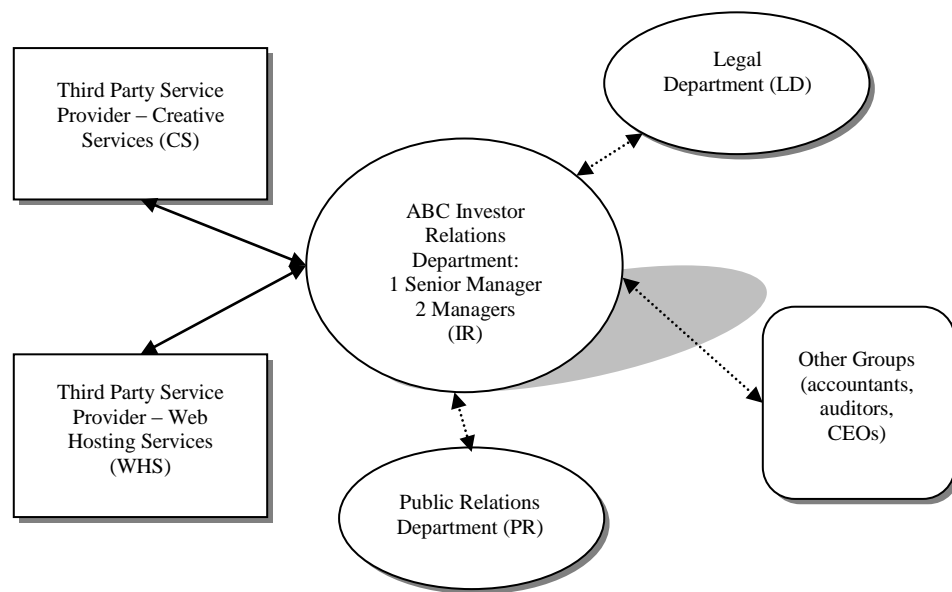 Third Party Service
Provider – Creative
Services (CS)
Legal
Department (LD)
ABC Investor
Relations
Department:
1 Senior Manager
2 Managers
(IR)
Third Party Service
Provider – Web
Hosting Services
(WHS)
Other Groups
(accountants,
auditors,
CEOs)
Public Relations
Department (PR)